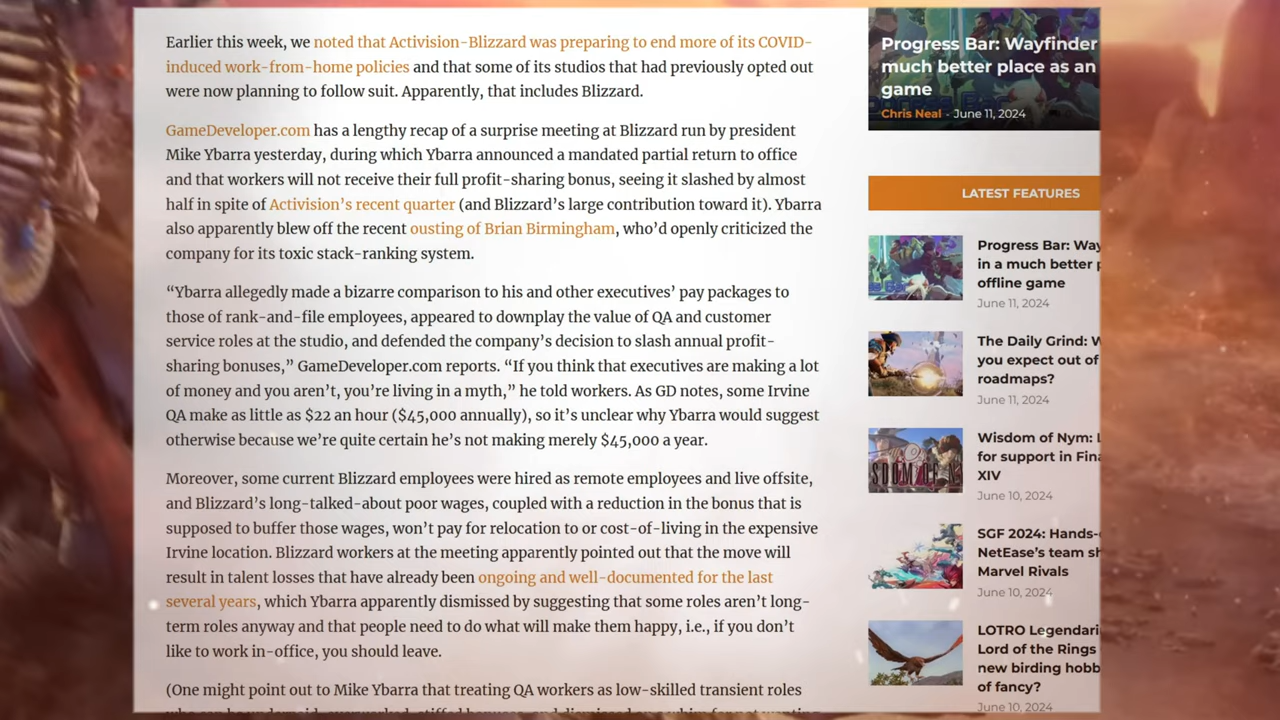 Earlier this week, we noted that Activision-Blizzard was preparing to end more of its COVID-
induced work-from-home policies and that some of its studios that had previously opted out
were now planning to follow suit. Apparently, that includes Blizzard.
GameDeveloper.com has a lengthy recap of a surprise meeting at Blizzard run by president
Mike Ybarra yesterday, during which Ybarra announced a mandated partial return to office
and that workers will not receive their full profit-sharing bonus, seeing it slashed by almost
half in spite of Activision's recent quarter (and Blizzard's large contribution toward it). Ybarra
also apparently blew off the recent ousting of Brian Birmingham, who'd openly criticized the
company for its toxic stack-ranking system.
“Ybarra allegedly made a bizarre comparison to his and other executives' pay packages to
those of rank-and-file employees, appeared to downplay the value of QA and customer
service roles at the studio, and defended the company's decision to slash annual profit-
sharing bonuses,” GameDeveloper.com reports. “If you think that executives are making a lot
of money and you aren't, you're living in a myth,” he told workers. As GD notes, some Irvine
QA make as little as $22 an hour ($45,000 annually), so it's unclear why Ybarra would suggest
otherwise because we're quite certain he's not making merely $45,000 a year.
Moreover, some current Blizzard employees were hired as remote employees and live offsite,
and Blizzard's long-talked-about poor wages, coupled with a reduction in the bonus that is
supposed to buffer those wages, won't pay for relocation to or cost-of-living in the expensive
Irvine location. Blizzard workers at the meeting apparently pointed out that the move will
result in talent losses that have already been ongoing and well-documented for the last
several years, which Ybarra apparently dismissed by suggesting that some roles aren't long-
term roles anyway and that people need to do what will make them happy, i.e., if you don't
like to work in-office, you should leave.
(One might point out to Mike Ybarra that treating QA workers as low-skilled transient roles
Progress Bar: Wayfinder
much better place as an
game
Chris Neal - June 11, 2024
LATEST FEATURES
Progress Bar: Way
in a much better p
offline game
June 11, 2024
The Daily Grind: W
you expect out of
roadmaps?
June 11, 2024
Wisdom of Nym: L
for support in Fina
XIV
June 10, 2024
SGF 2024: Hands-
NetEase's team sh
Marvel Rivals
June 10, 2024
LOTRO Legendari
Lord of the Rings
new birding hobb
of fancy?
June 10, 2024